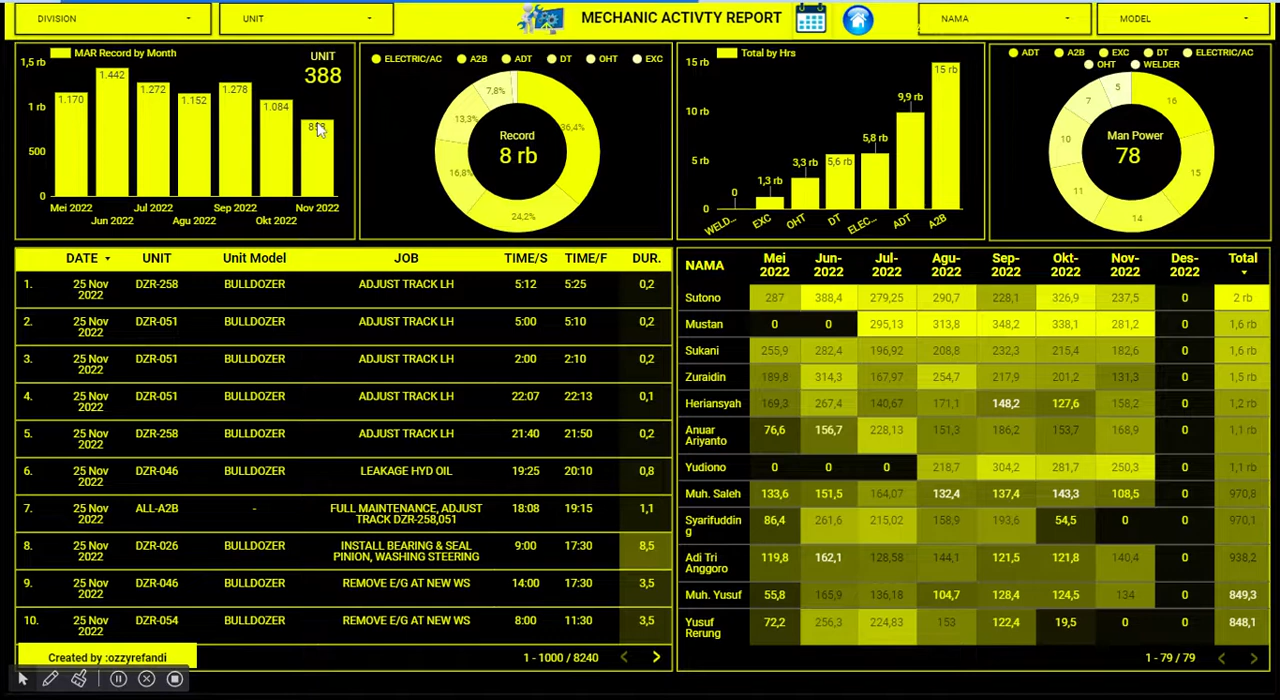 DIVISION
UNIT
MECHANIC ACTIVTY REPORT
NAMA
MODEL
MAR Record by Month
UNIT
388
1,5 rb
1 rb
500
0
1.170
1.442
1.272
1.152
1.278
1.084
Mei 2022
Jun 2022
Jul 2022
Agu 2022
Sep 2022
Okt 2022
Nov 2022
ELECTRIC/AC
A2B
ADT
DT
OHT
EXC
36,4%
24,2%
16,8%
13,3%
7,8%
Record
8 rb
Total by Hrs
15 rb
10 rb
5 rb
0
0
1,3 rb
3,3 rb
5,6 rb
5,8 rb
9,9 rb
15 rb
WELD...
EXC
OHT
DT
ELEC...
ADT
A2B
ADT
A2B
EXC
DT
ELECTRIC/AC
OHT
WELDER
16
15
14
11
10
7
5
Man Power
78
DATE UNIT Unit Model JOB TIME/S TIME/F DUR.
1. 25 Nov 2022 DZR-258 BULLDOZER ADJUST TRACK LH 5:12 5:25 0,2
2. 25 Nov 2022 DZR-051 BULLDOZER ADJUST TRACK LH 5:00 5:10 0,2
3. 25 Nov 2022 DZR-051 BULLDOZER ADJUST TRACK LH 2:00 2:10 0,2
4. 25 Nov 2022 DZR-051 BULLDOZER ADJUST TRACK LH 22:07 22:13 0,1
5. 25 Nov 2022 DZR-258 BULLDOZER ADJUST TRACK LH 21:40 21:50 0,2
6. 25 Nov 2022 DZR-046 BULLDOZER LEAKAGE HYD OIL 19:25 20:10 0,8
7. 25 Nov 2022 ALL-A2B - FULL MAINTENANCE, ADJUST TRACK DZR-258,051 18:08 19:15 1,1
8. 25 Nov 2022 DZR-026 BULLDOZER INSTALL BEARING & SEAL PINION, WASHING STEERING 9:00 17:30 8,5
9. 25 Nov 2022 DZR-046 BULLDOZER REMOVE E/G AT NEW WS 14:00 17:30 3,5
10. 25 Nov 2022 DZR-054 BULLDOZER REMOVE E/G AT NEW WS 8:00 11:30 3,5
Created by :ozzyrefandi
1 - 1000 / 8240
NAMA Mei 2022 Jun-2022 Jul-2022 Agu-2022 Sep-2022 Okt-2022 Nov-2022 Des-2022 Total
Sutono 287 388,4 279,25 290,7 228,1 326,9 237,5 0 2 rb
Mustan 0 0 295,13 313,8 348,2 338,1 281,2 0 1,6 rb
Sukani 255,9 282,4 196,92 208,8 232,3 215,4 182,6 0 1,6 rb
Zuraidin 189,8 314,3 167,97 254,7 217,9 201,2 131,3 0 1,5 rb
Heriansyah 169,3 267,4 140,67 171,1 148,2 127,6 158,2 0 1,2 rb
Anuar Ariyanto 76,6 156,7 228,13 151,3 186,2 153,7 168,9 0 1,1 rb
Yudiono 0 0 0 218,7 304,2 281,7 250,3 0 1,1 rb
Muh. Saleh 133,6 151,5 164,07 132,4 137,4 143,3 108,5 0 970,8
Syarifuddin g 86,4 261,6 215,02 158,9 193,6 54,5 0 0 970,1
Adi Tri Anggoro 119,8 162,1 128,58 144,1 121,5 121,8 140,4 0 938,2
Muh. Yusuf 55,8 165,9 136,18 104,7 128,4 124,5 134 0 849,3
Yusuf Rerung 72,2 256,3 224,83 153 122,4 19,5 0 0 848,1
1 - 79 / 79